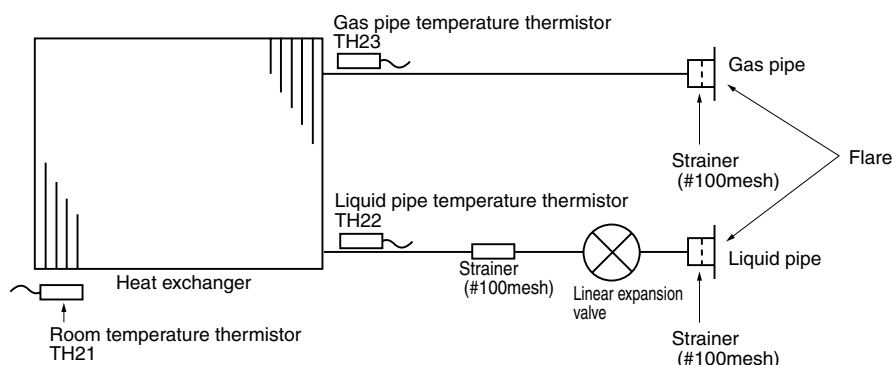 Gas pipe temperature thermistor
TH23
Gas pipe
Strainer
(#100mesh)
Flare
Liquid pipe temperature thermistor
TH22
Heat exchanger
Strainer
(#100mesh)
Linear expansion
valve
Liquid pipe
Room temperature thermistor
TH21
Strainer
(#100mesh)